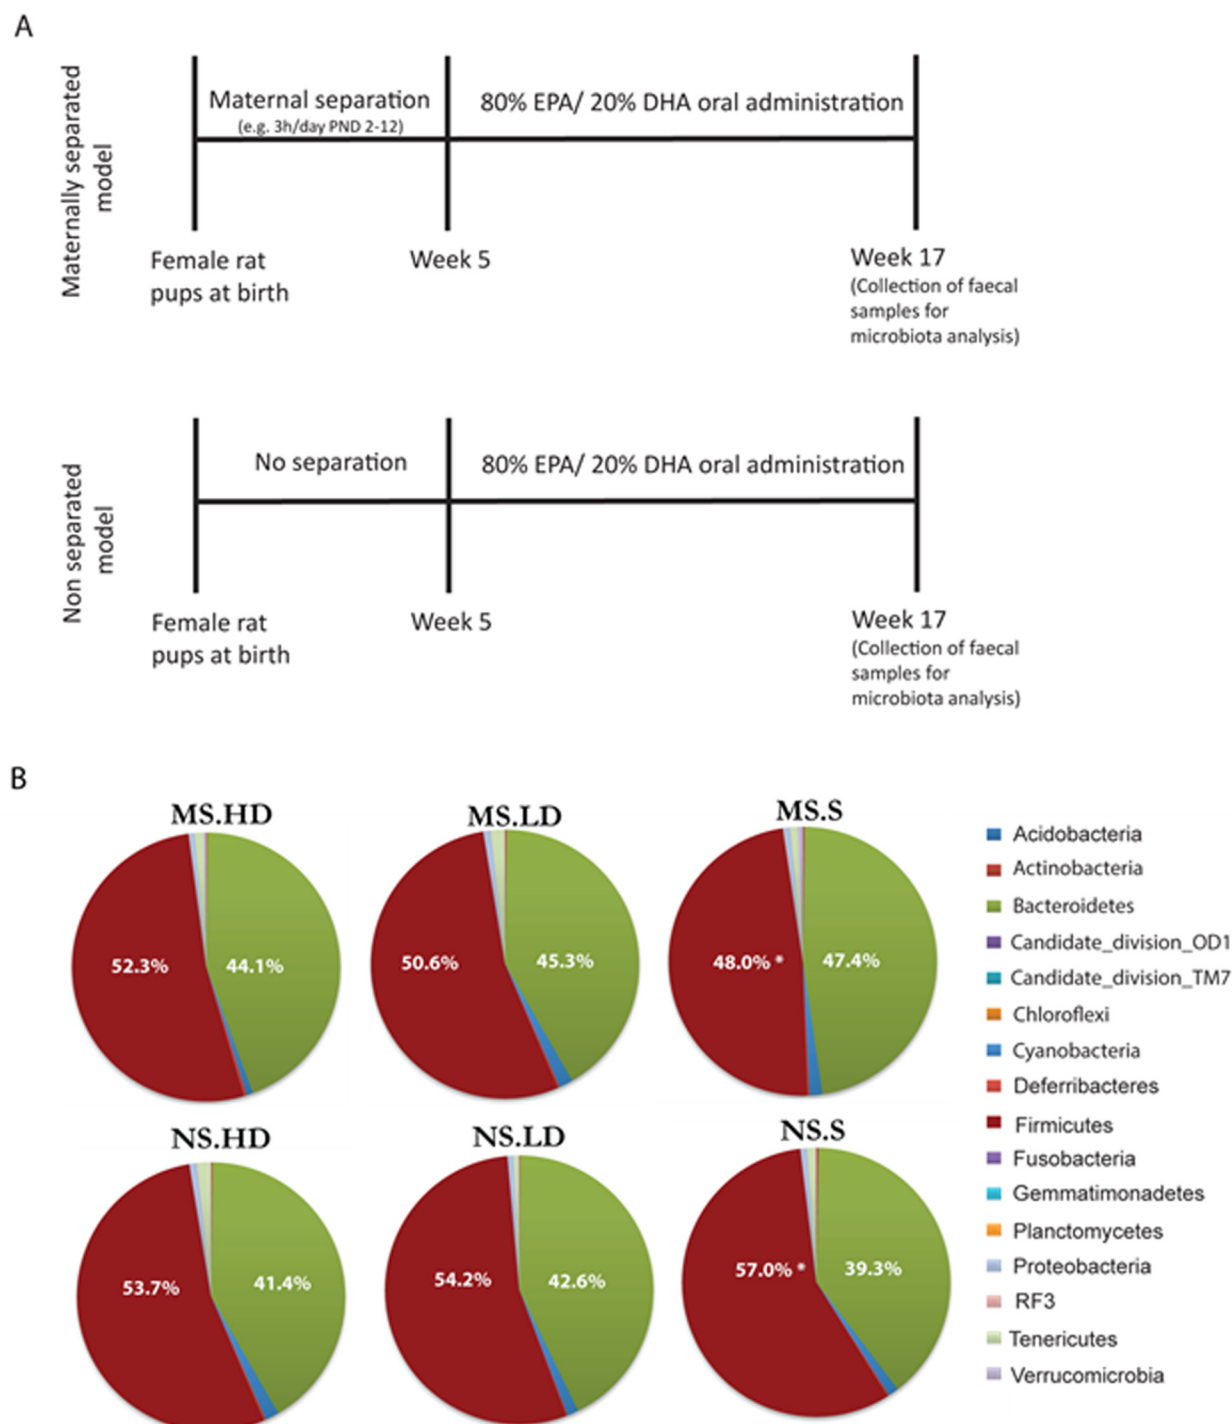 A
Maternally separated
model
Maternal separation
(e.g. 3h/day PND 2-12)
80% EPA/ 20% DHA oral administration
Female rat
pups at birth
Week 5
Week 17
(Collection of faecal
samples for
microbiota analysis)
Non separated
model
No separation
80% EPA/ 20% DHA oral administration
Female rat
pups at birth
Week 5
Week 17
(Collection of faecal
samples for
microbiota analysis)
B
MS.HD
52.3%
44.1%
MS.LD
50.6%
45.3%
MS.S
48.0% *
47.4%
NS.HD
53.7%
41.4%
NS.LD
54.2%
42.6%
NS.S
57.0% *
39.3%
Acidobacteria
Actinobacteria
Bacteroidetes
Candidate_division_OD1
Candidate_division_TM7
Chloroflexi
Cyanobacteria
Deferribacteres
Firmicutes
Fusobacteria
Gemmatimonadetes
Planctomycetes
Proteobacteria
RF3
Tenericutes
Verrucomicrobia